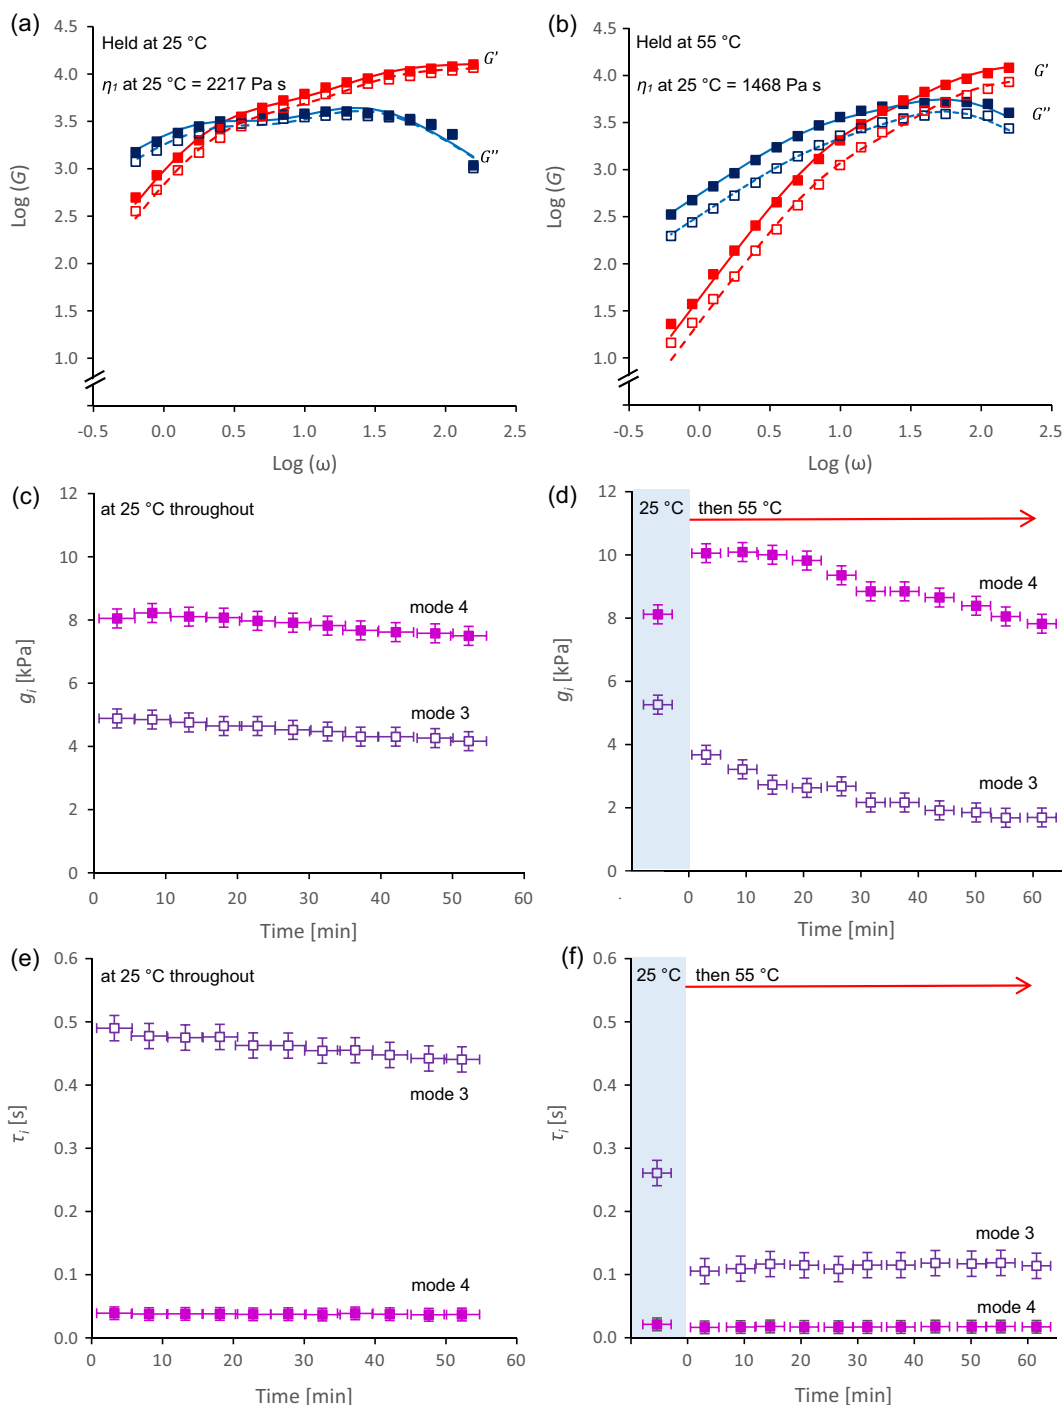 (a)
Held at 25 °C
η1 at 25 °C = 2217 Pa s
G'
G''
Log (G)
4.5
4.0
3.5
3.0
2.5
2.0
1.5
1.0
-0.5 0.0 0.5 1.0 1.5 2.0 2.5
Log (ω)
(b)
Held at 55 °C
η1 at 25 °C = 1468 Pa s
G'
G''
Log (G)
4.5
4.0
3.5
3.0
2.5
2.0
1.5
1.0
-0.5 0.0 0.5 1.0 1.5 2.0 2.5
Log (ω)
(c)
at 25 °C throughout
mode 4
mode 3
gi [kPa]
12
10
8
6
4
2
0
0 10 20 30 40 50 60
Time [min]
(d)
25 °C then 55 °C
mode 4
mode 3
gi [kPa]
12
10
8
6
4
2
0
0 10 20 30 40 50 60
Time [min]
(e)
at 25 °C throughout
mode 3
mode 4
τi [s]
0.6
0.5
0.4
0.3
0.2
0.1
0.0
0 10 20 30 40 50 60
Time [min]
(f)
25 °C then 55 °C
mode 3
mode 4
τi [s]
0.6
0.5
0.4
0.3
0.2
0.1
0.0
0 10 20 30 40 50 60
Time [min]